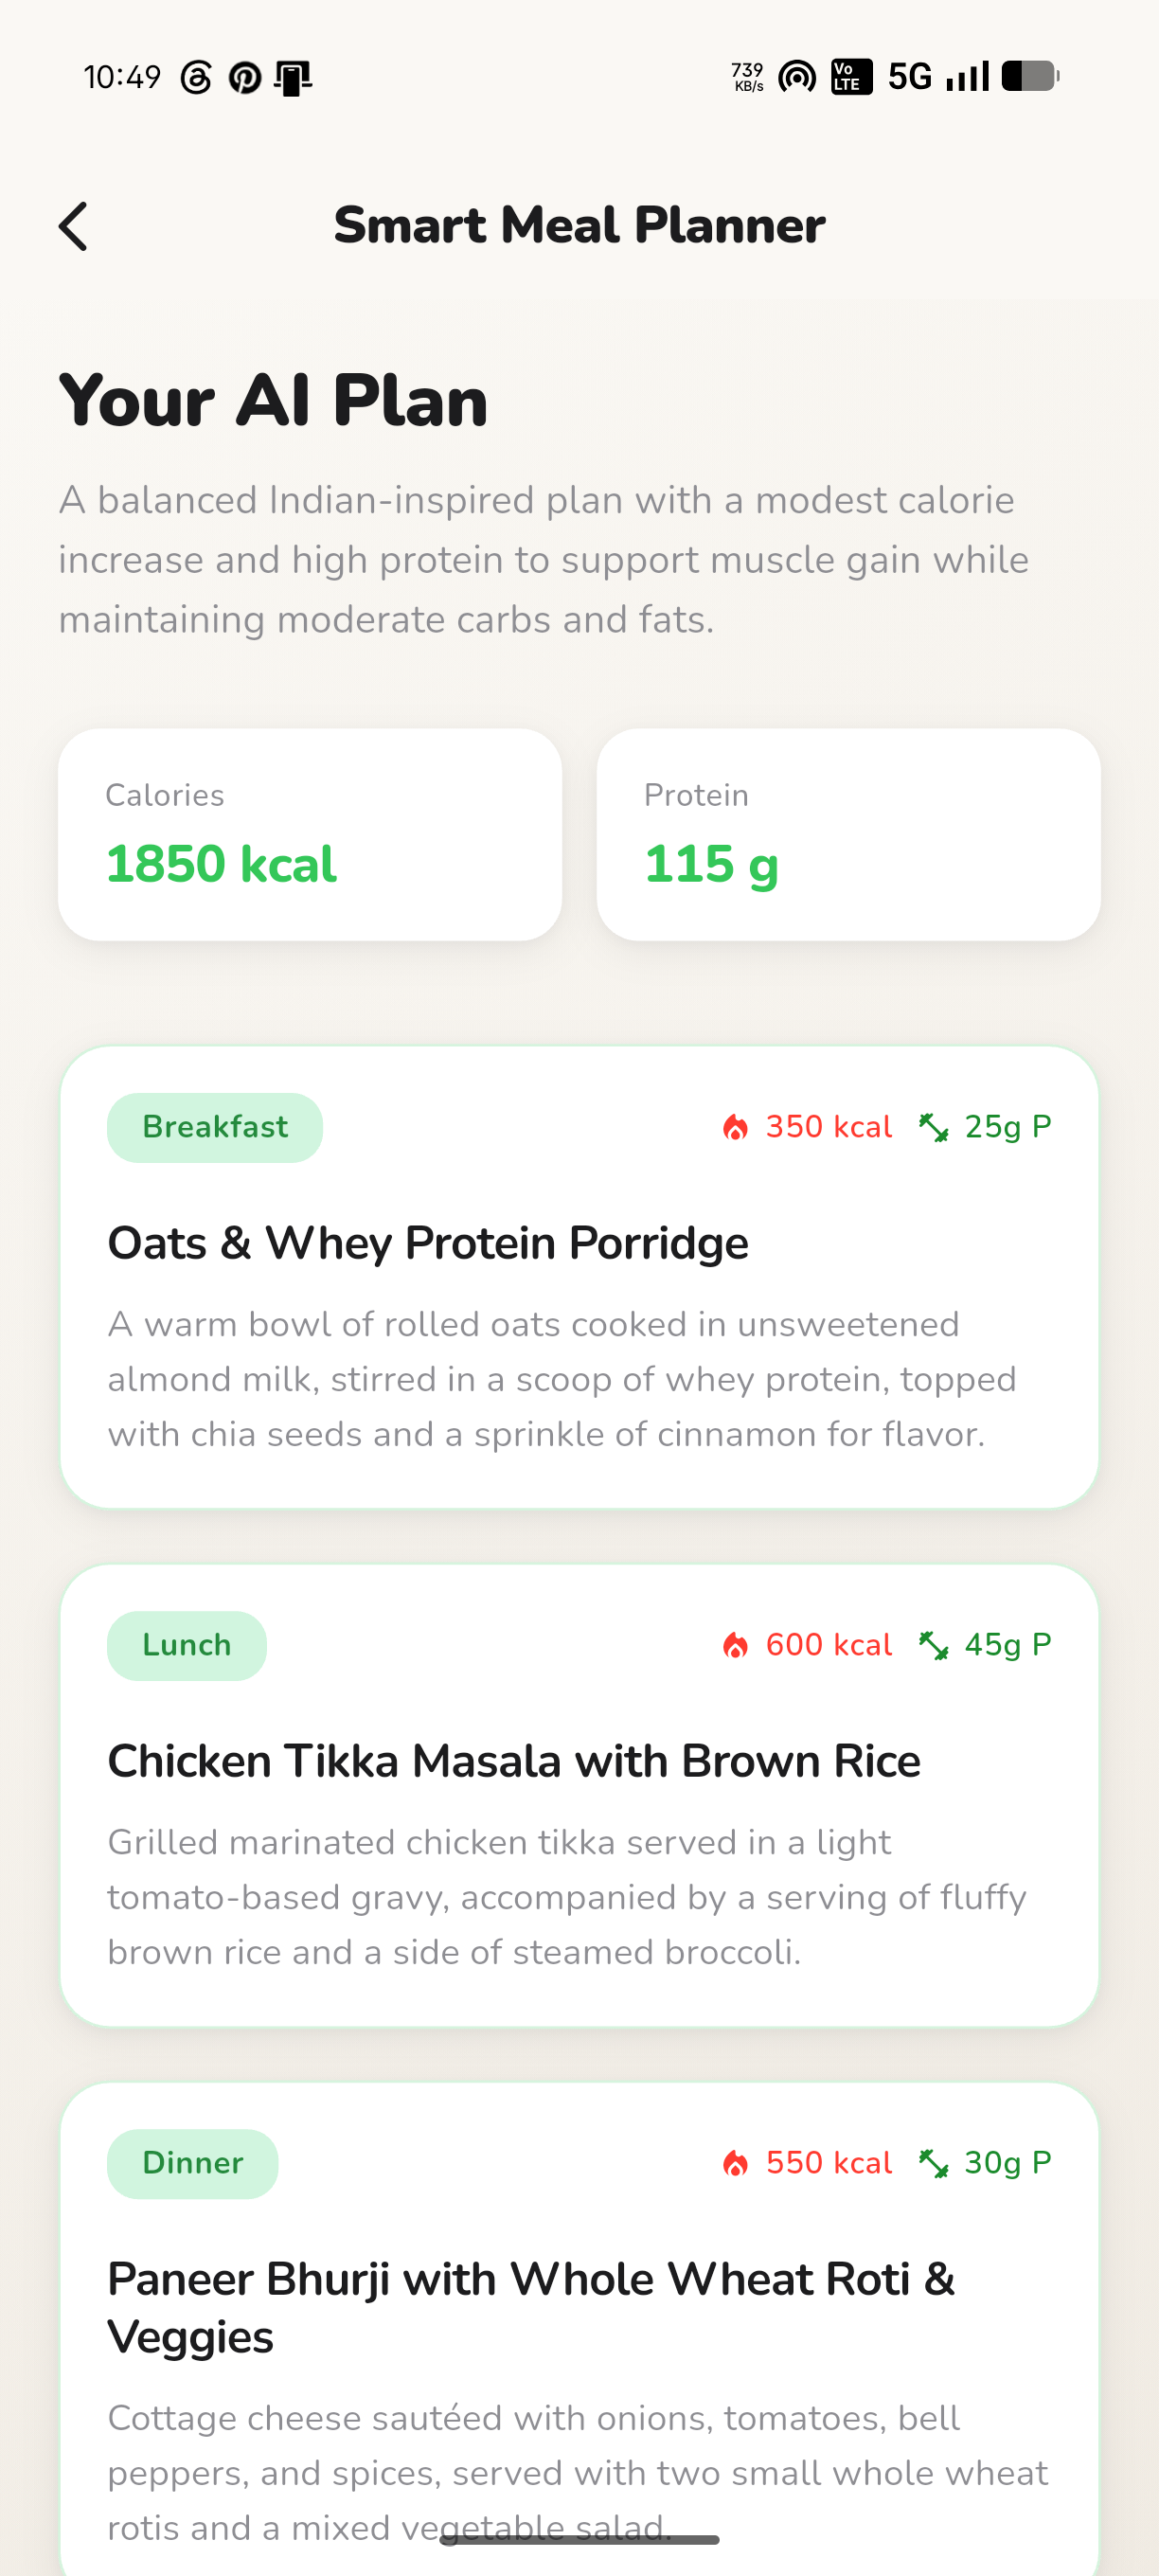 10:49
739
KB/s
Vo
LTE
5G
Smart Meal Planner
Your AI Plan
A balanced Indian-inspired plan with a modest calorie
increase and high protein to support muscle gain while
maintaining moderate carbs and fats.
Calories
1850 kcal
Protein
115 g
Breakfast
350 kcal
25g P
Oats & Whey Protein Porridge
A warm bowl of rolled oats cooked in unsweetened
almond milk, stirred in a scoop of whey protein, topped
with chia seeds and a sprinkle of cinnamon for flavor.
Lunch
600 kcal
45g P
Chicken Tikka Masala with Brown Rice
Grilled marinated chicken tikka served in a light
tomato-based gravy, accompanied by a serving of fluffy
brown rice and a side of steamed broccoli.
Dinner
550 kcal
30g P
Paneer Bhurji with Whole Wheat Roti &
Veggies
Cottage cheese sautéed with onions, tomatoes, bell
peppers, and spices, served with two small whole wheat
rotis and a mixed vegetable salad.